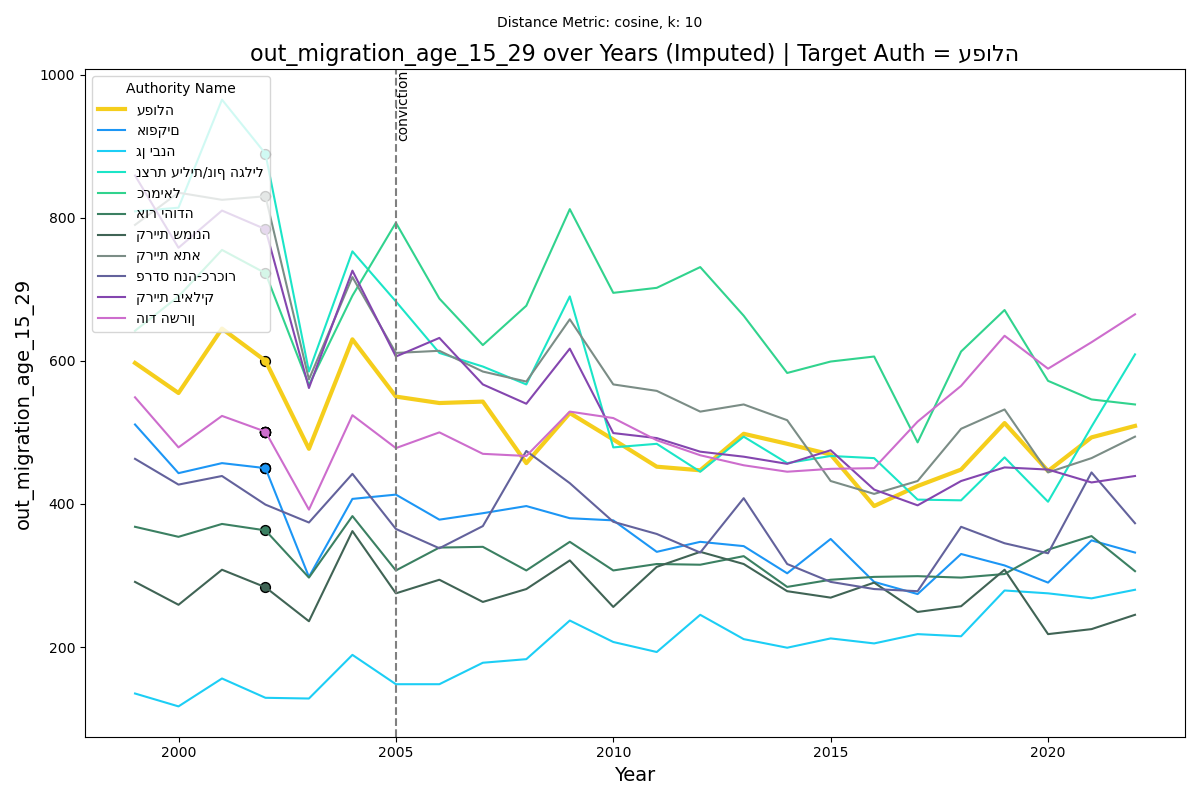 Distance Metric: cosine, k: 10
out_migration_age_15_29 over Years (Imputed) | Target Auth = עפולה
Authority Name
עפולה
אופקים
גן יבנה
נצרת עילית/נוף הגליל
כרמיאל
אור יהודה
קריית שמונה
קריית אתא
פרדס חנה-כרכור
קריית ביאליק
הוד השרון
conviction
out_migration_age_15_29
1000
800
600
400
200
2000
2005
2010
2015
2020
Year